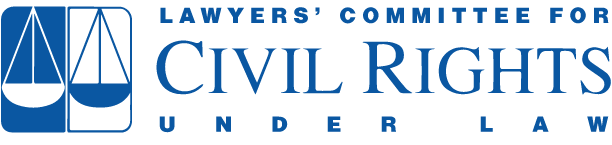 LAWYERS' COMMITTEE FOR
CIVIL RIGHTS
UNDER LAW